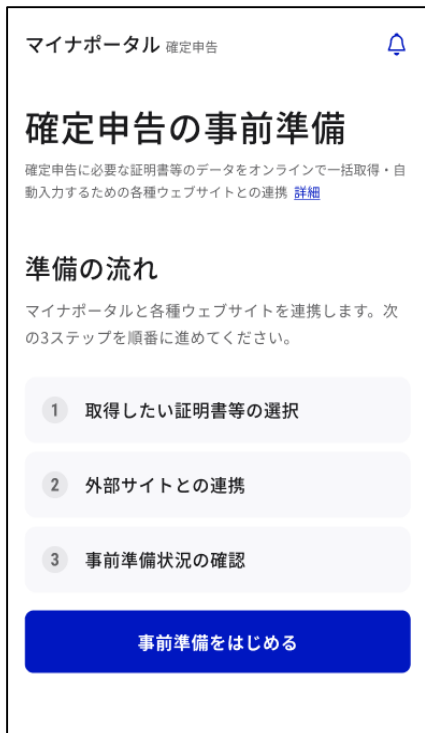 マイナポータル 確定申告
確定申告の事前準備
確定申告に必要な証明書等のデータをオンラインで一括取得・自
動入力するための各種ウェブサイトとの連携 詳細
準備の流れ
マイナポータルと各種ウェブサイトを連携します。次
の3ステップを順番に進めてください。
1 取得したい証明書等の選択
2 外部サイトとの連携
3 事前準備状況の確認
事前準備をはじめる